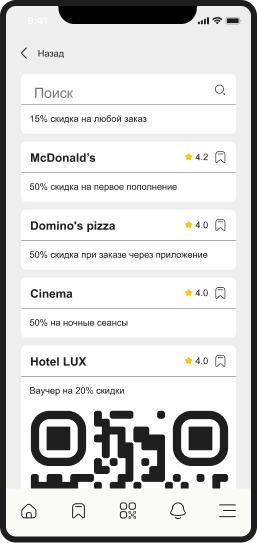 9:41
Назад
Поиск
15% скидка на любой заказ
McDonald’s 4.2
50% скидка на первое пополнение
Domino's pizza 4.0
50% скидка при заказе через приложение
Cinema 4.0
50% на ночные сеансы
Hotel LUX 4.0
Ваучер на 20% скидки